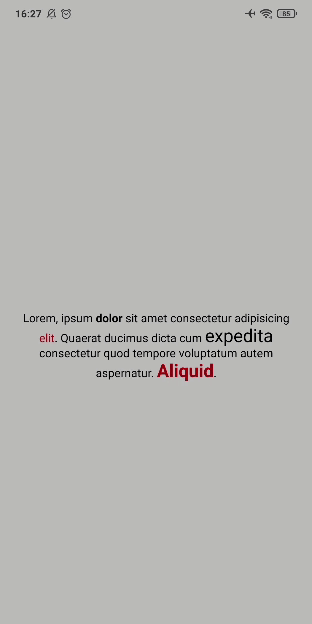 16:27
85
Lorem, ipsum dolor sit amet consectetur adipisicing
elit. Quaerat ducimus dicta cum expedita
consectetur quod tempore voluptatum autem
aspernatur. Aliquid.